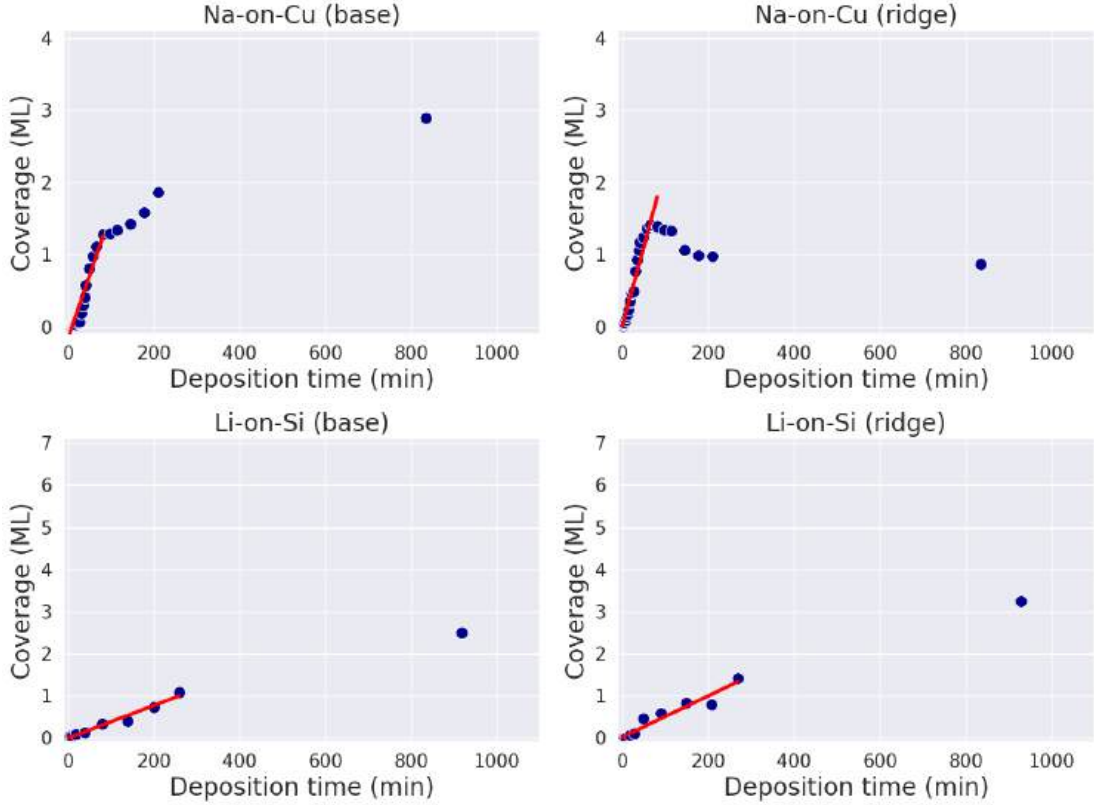 Na-on-Cu (base)
Coverage (ML)
4
3
2
1
0
0 200 400 600 800 1000
Deposition time (min)
Na-on-Cu (ridge)
Coverage (ML)
4
3
2
1
0
0 200 400 600 800 1000
Deposition time (min)
Li-on-Si (base)
Coverage (ML)
7
6
5
4
3
2
1
0
0 200 400 600 800 1000
Deposition time (min)
Li-on-Si (ridge)
Coverage (ML)
7
6
5
4
3
2
1
0
0 200 400 600 800 1000
Deposition time (min)